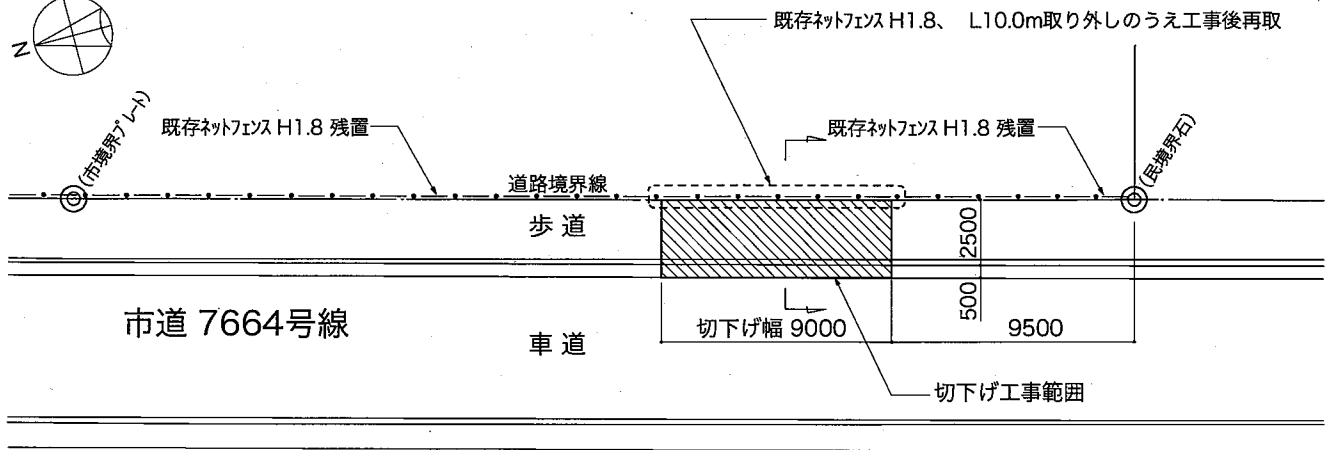 既存ネットフェンス H1.8、 L10.0m取り外しのうえ工事後再取
N
(市境界プレート)
既存ネットフェンス H1.8 残置
既存ネットフェンス H1.8 残置
(民境界石)
道路境界線
歩道
2500
500
市道 7664号線
車道
切下げ幅 9000
9500
切下げ工事範囲